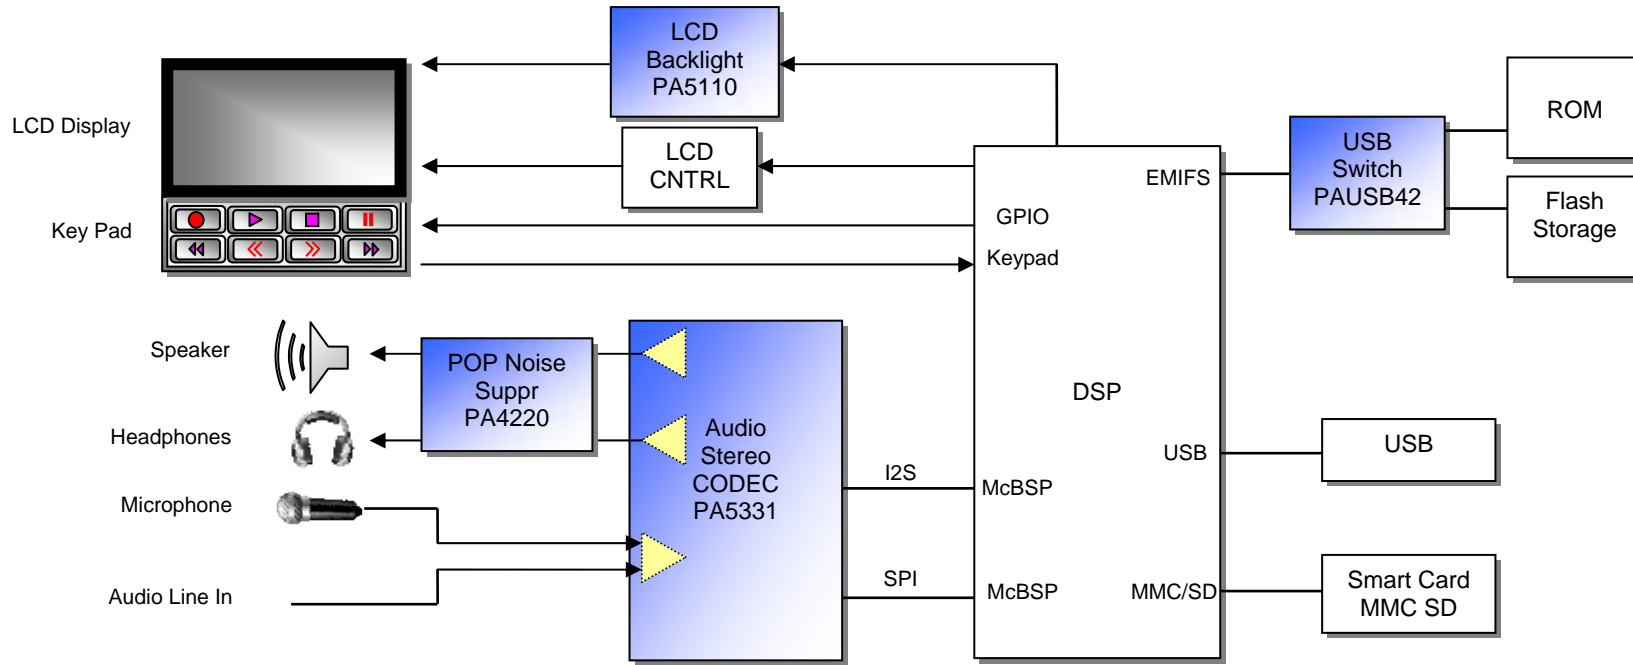 LCD
Backlight
PA5110
LCD Display
LCD
CNTRL
Key Pad
GPIO
Keypad
EMIFS
USB
Switch
PAUSB42
ROM
Flash
Storage
Speaker
POP Noise
Suppr
PA4220
Headphones
Audio
Stereo
CODEC
PA5331
Microphone
Audio Line In
I2S
McBSP
SPI
McBSP
DSP
USB
USB
MMC/SD
Smart Card
MMC SD